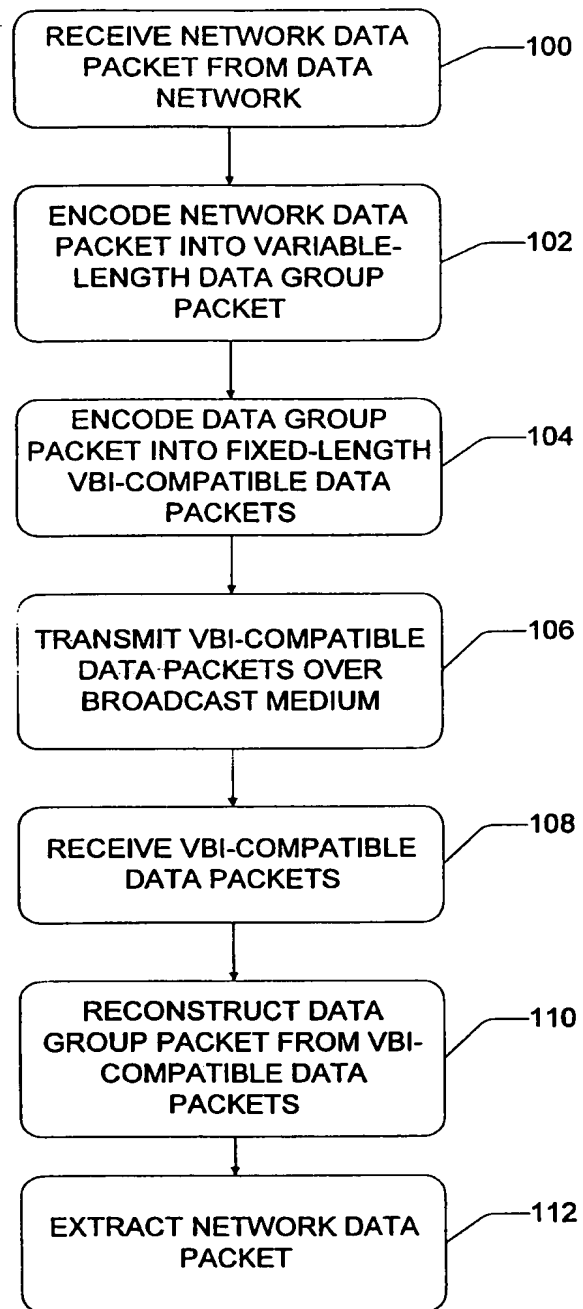 RECEIVE NETWORK DATA
PACKET FROM DATA
NETWORK
100
ENCODE NETWORK DATA
PACKET INTO VARIABLE-
LENGTH DATA GROUP
PACKET
102
ENCODE DATA GROUP
PACKET INTO FIXED-LENGTH
VBI-COMPATIBLE DATA
PACKETS
104
TRANSMIT VBI-COMPATIBLE
DATA PACKETS OVER
BROADCAST MEDIUM
106
RECEIVE VBI-COMPATIBLE
DATA PACKETS
108
RECONSTRUCT DATA
GROUP PACKET FROM VBI-
COMPATIBLE DATA
PACKETS
110
EXTRACT NETWORK DATA
PACKET
112